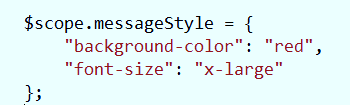 $scope.messageStyle = {
    "background-color": "red",
    "font-size": "x-large"
};